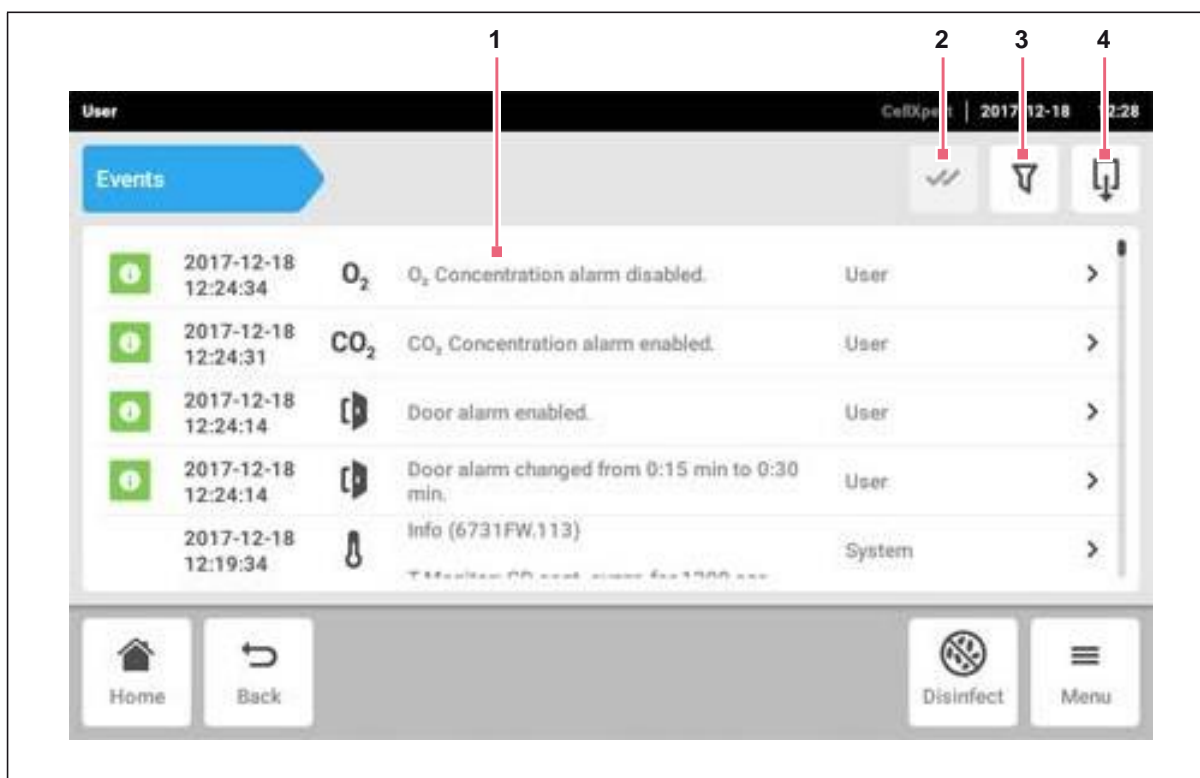 1 2 3 4
User CellXpert | 2017-12-18 12:28
Events
2017-12-18
12:24:34
O₂ O₂ Concentration alarm disabled. User
2017-12-18
12:24:31
CO₂ CO₂ Concentration alarm enabled. User
2017-12-18
12:24:14
Door alarm enabled. User
2017-12-18
12:24:14
Door alarm changed from 0:15 min to 0:30
min.
User
2017-12-18
12:19:34
Info (6731FW.113)
System
Home Back Disinfect Menu